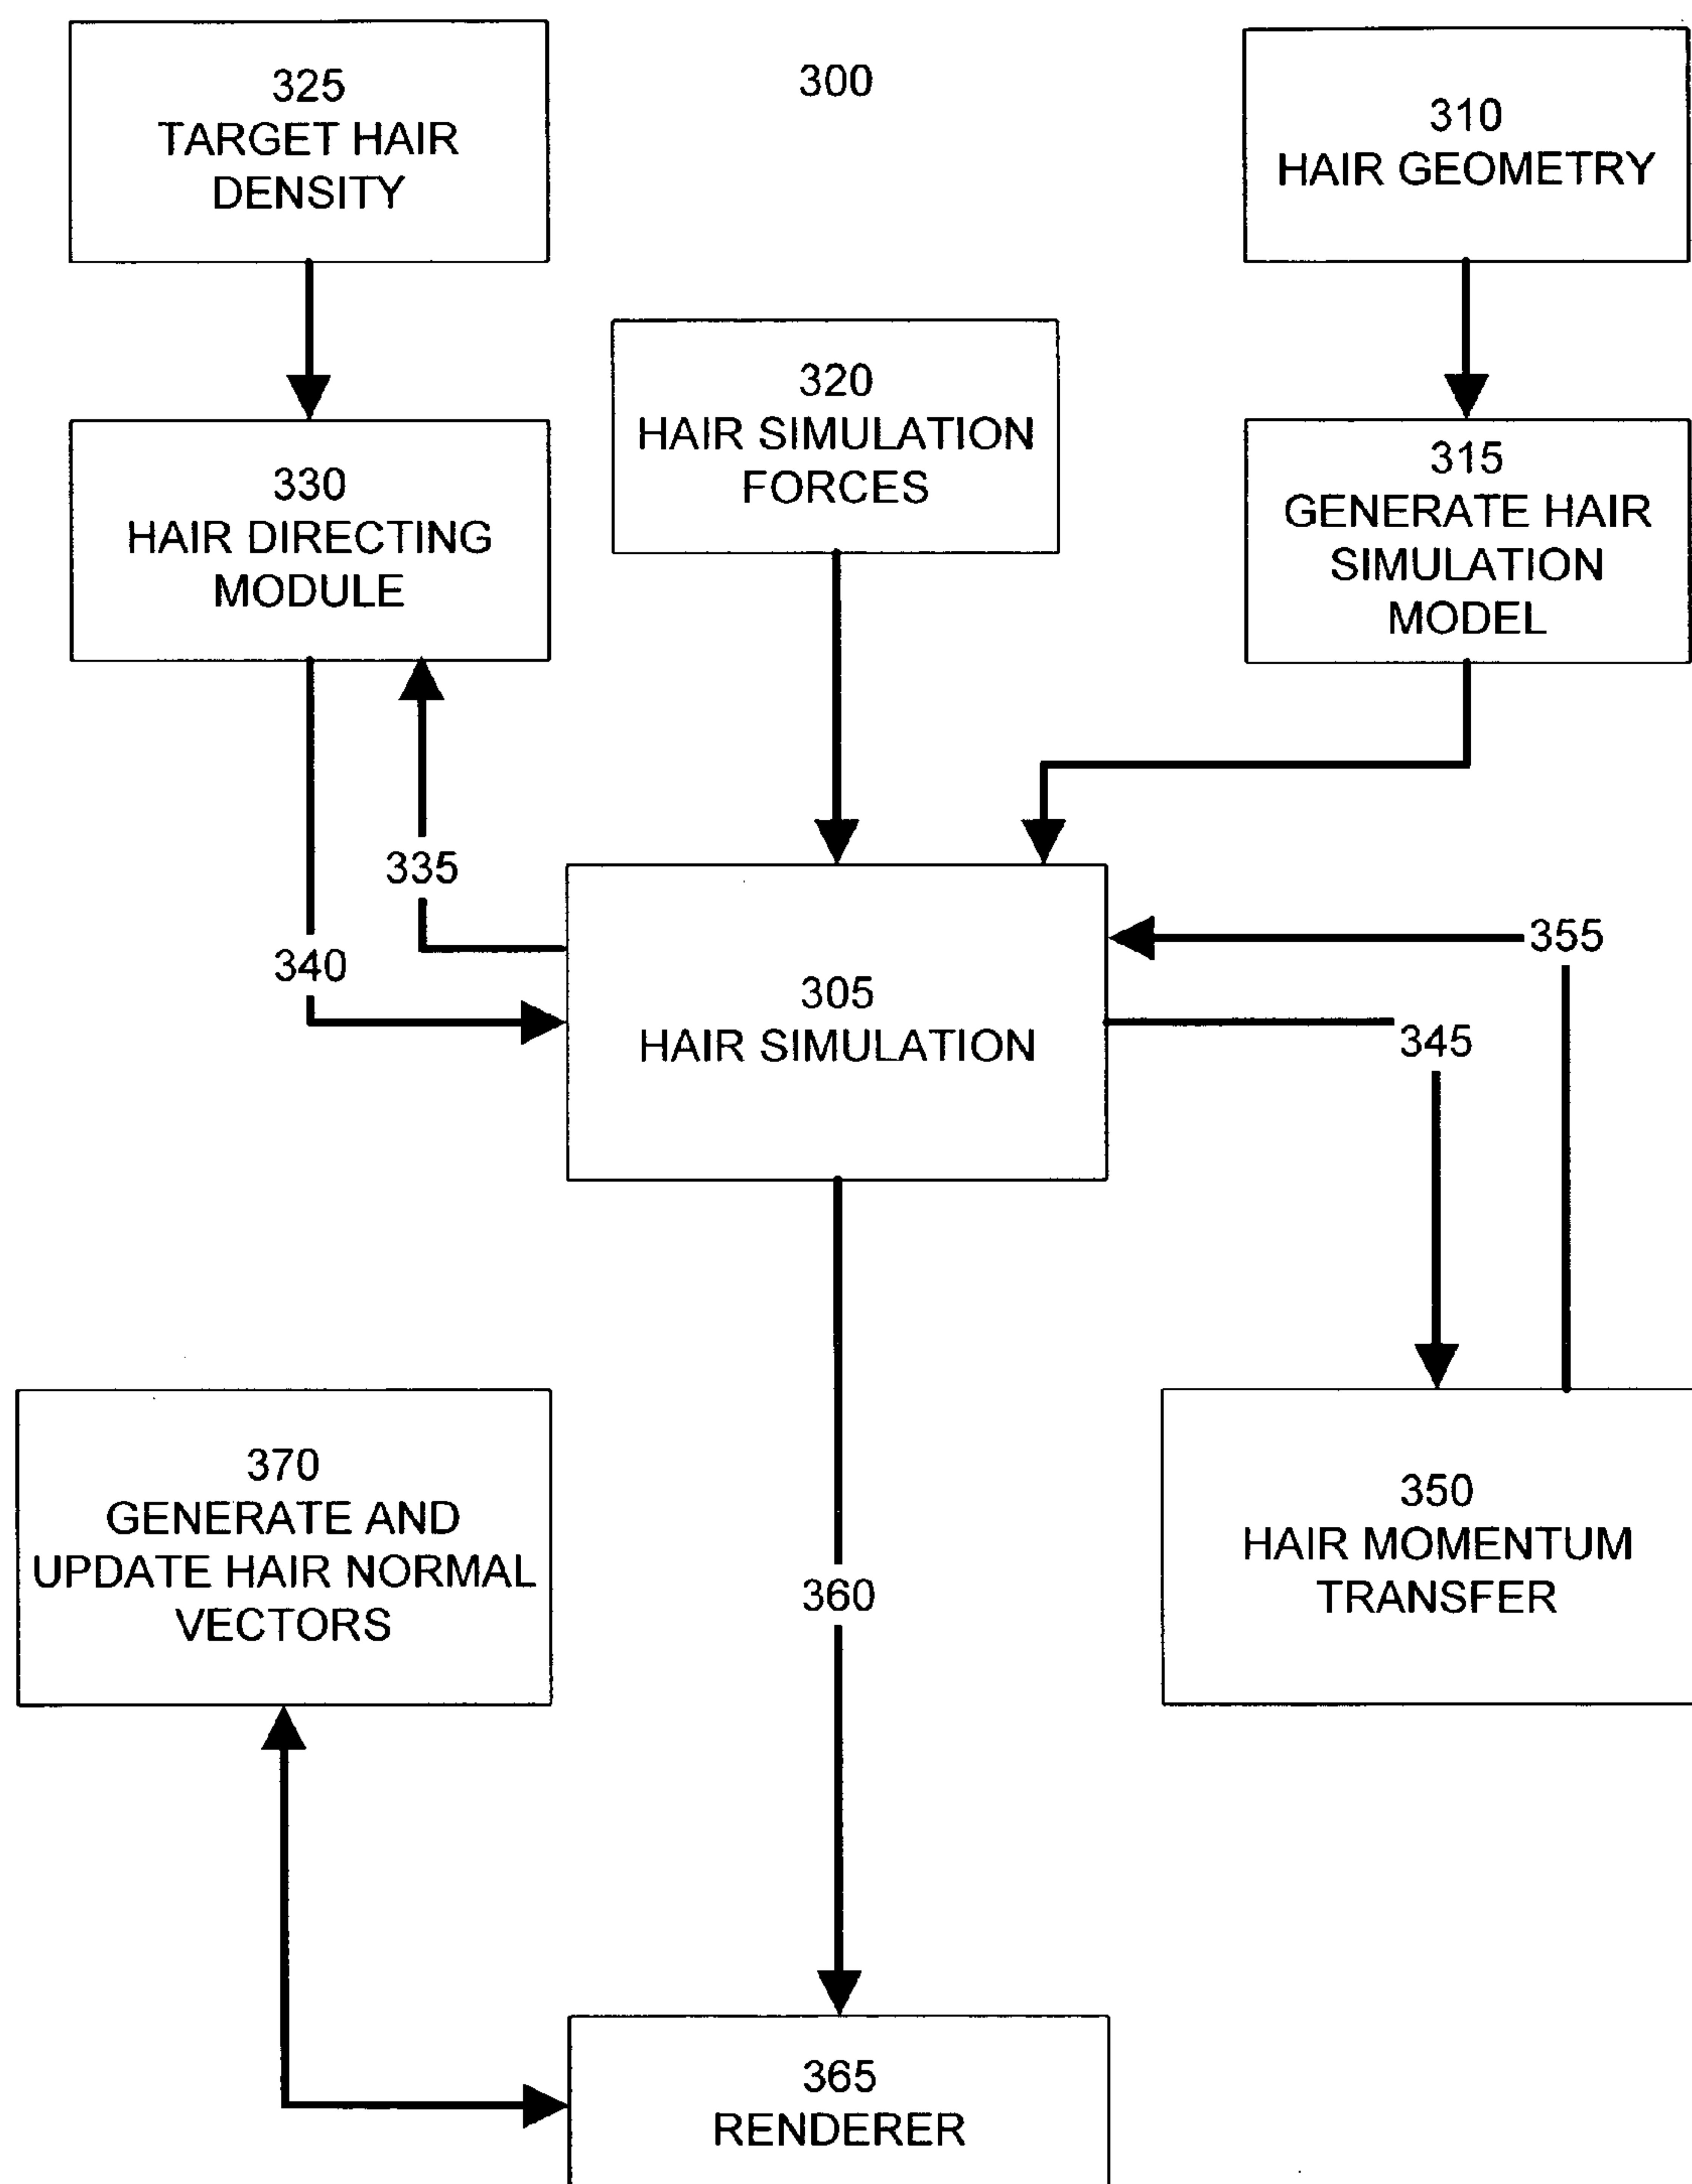 300
325
TARGET HAIR
DENSITY
310
HAIR GEOMETRY
320
HAIR SIMULATION
FORCES
330
HAIR DIRECTING
MODULE
315
GENERATE HAIR
SIMULATION
MODEL
335
340
355
305
HAIR SIMULATION
345
370
GENERATE AND
UPDATE HAIR NORMAL
VECTORS
360
350
HAIR MOMENTUM
TRANSFER
365
RENDERER